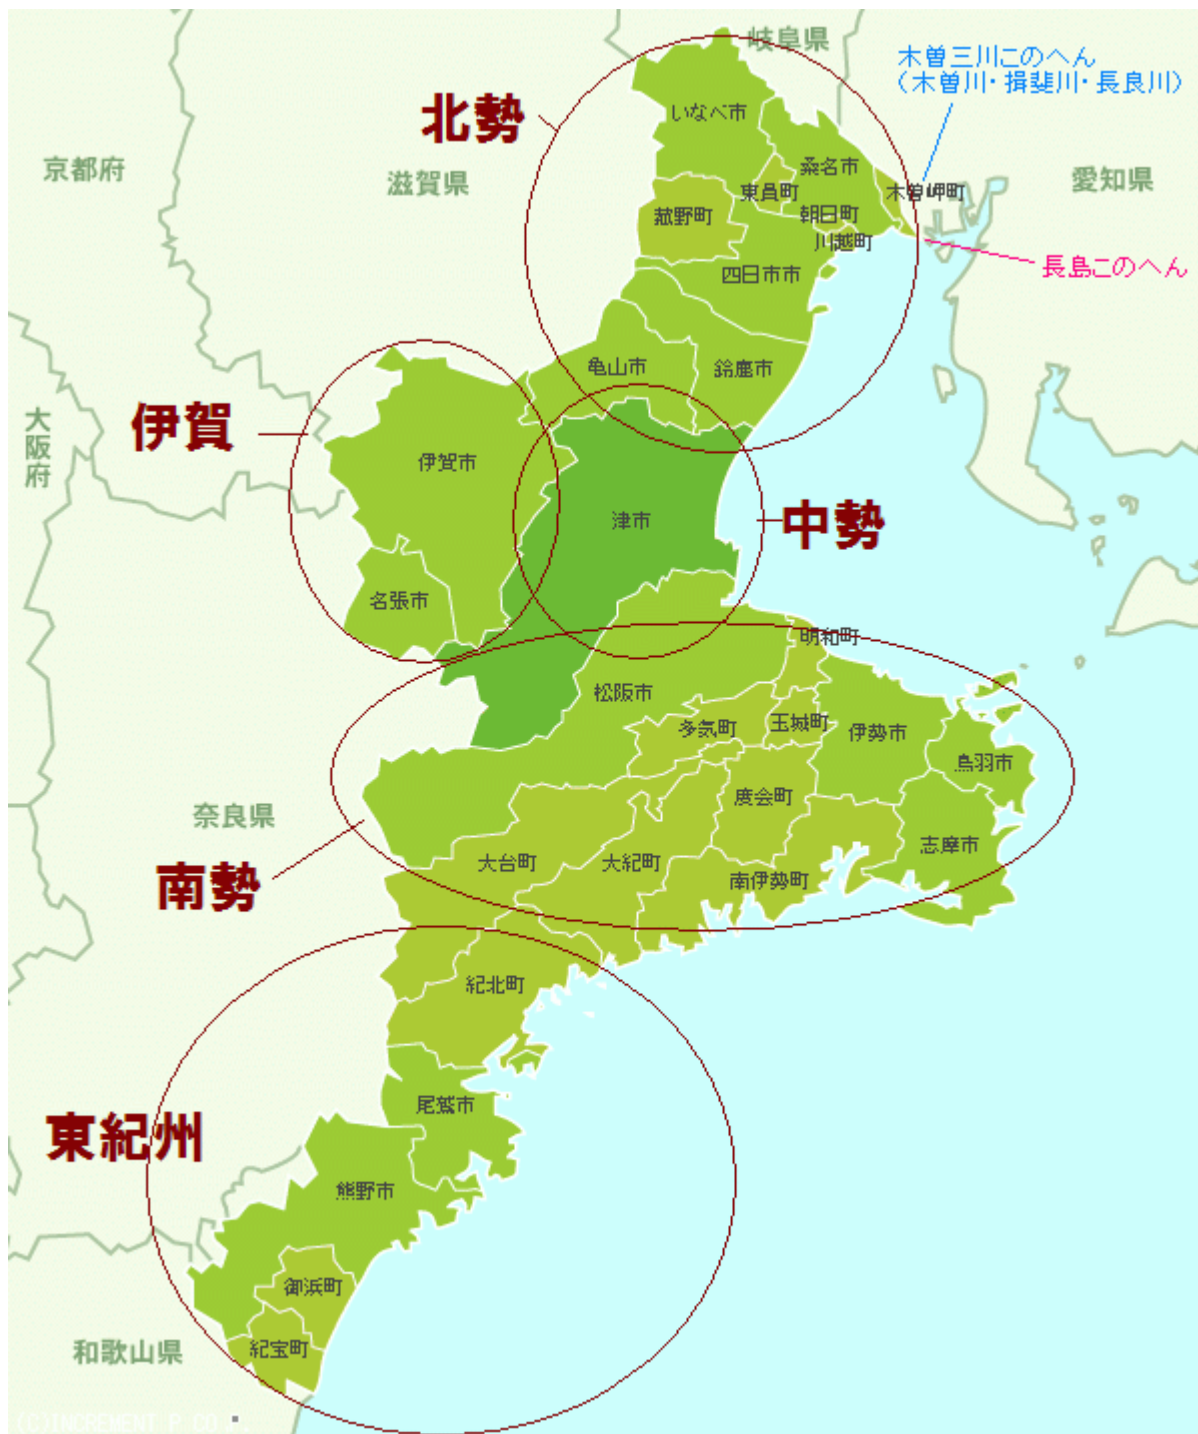 岐阜県
木曽三川このへん
(木曽川・揖斐川・長良川)
北勢
いなべ市
京都府
滋賀県
桑名市
東員町
木曽岬町
愛知県
菰野町
朝日町
川越町
長島このへん
四日市市
亀山市
鈴鹿市
伊賀
大阪府
伊賀市
津市
中勢
名張市
明和町
松阪市
多気町
玉城町
伊勢市
鳥羽市
度会町
奈良県
志摩市
大台町
大紀町
南伊勢町
南勢
紀北町
尾鷲市
東紀州
熊野市
御浜町
紀宝町
和歌山県
(C)INCREMENT P CO